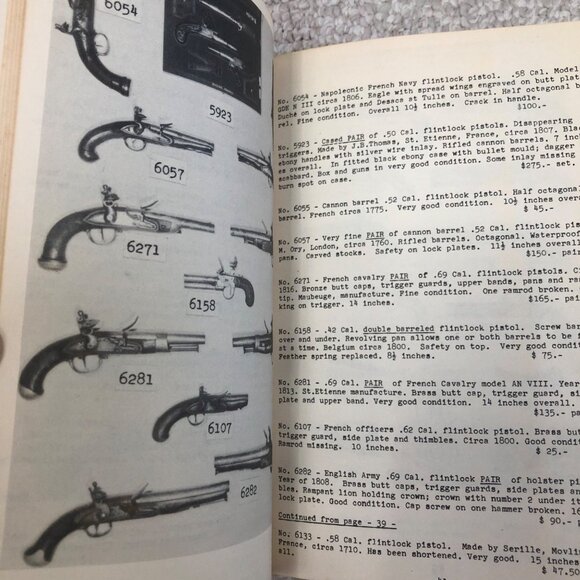 6054
5923
6057
6271
6158
6281
6107
6282
No. 6054 - Napoleonic French Navy flintlock pistol. .58 Cal. Model
QDE N III circa 1806. Eagle with spread wings engraved on butt plat
Duché on lock plate and Desaca at Tulle on barrel. Half octagonal b
rel. Fine condition. Overall 10½ inches. Crack in handle.
$100.-
No. 5923 - Cased PAIR of .50 Cal. flintlock pistols. Disappearing
triggers. Made by J.B.Thomas, St. Etienne, France, circa 1807. Blac
ebony handles with silver wire inlay. Rifled cannon barrels. 7 inch
overall. In fitted black ebony case with bullet mould; dagger
scabbard. Box and guns in very good condition. Some inlay missing
burn spot on case. $275.- set.
No. 6055 - Cannon barrel .52 Cal. flintlock pistol. Half octagona
barrel. French circa 1775. Very good condition. 10½ inches overal
$ 45.-
No. 6057 - Very fine PAIR of cannon barrel .52 Cal. flintlock pisto
M. Ory, London, circa 1760. Rifled barrels. Octagonal. Waterproof
pans. Carved stocks. Safety on lock plates. 11½ inches overall
$150.- pair
No. 6271 - French cavalry PAIR of .69 Cal. flintlock pistols. C
1816. Bronze butt caps, trigger guards, upper bands, pans and ra
tip. Maubeuge, manufacture. Fine condition. One ramrod broken.
king on trigger. 14 inches. $165.- pai
No. 6158 - .42 Cal. double barreled flintlock pistol. Screw bar
over and under. Revolving pan allows one or both barrels to be f
at a time. Belgium circa 1800. Safety on top. Very good condit
Feather spring replaced. 8½ inches. $ 75.-
No. 6281 - .69 Cal. PAIR of French Cavalry model AN VIII. Year
1813. St.Etienne manufacture. Brass butt cap, trigger guard, si
plate and upper band. Very good condition. 14 inches overall.
$135.- pa
No. 6107 - French officers .62 Cal. flintlock pistol. Brass but
trigger guard, side plate and thimbles. Circa 1800. Good condit
Ramrod missing. 10 inches. $ 25.-
No. 6282 - English Army .69 Cal. flintlock PAIR of holster pi
Year of 1808. Brass butt caps, trigger guards, side plates an
bles. Rampant lion holding crown; crown with number 2 under it
lock plate. Good condition. Cap screw on one hammer broken. 16
$ 90.-
Continued from page - 39 -
No. 6133 - .58 Cal. flintlock pistol. Made by Serille, Movlis
France, circa 1710. Has been shortened. Very good. 15 inches
all. $ 47.50